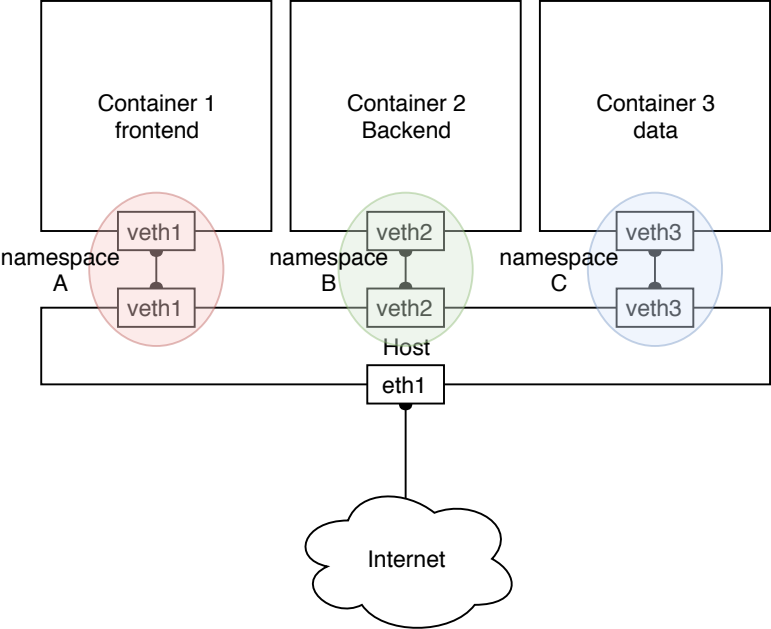 Container 1
frontend
Container 2
Backend
Container 3
data
veth1
veth2
veth3
namespace
A
namespace
B
namespace
C
veth1
veth2
veth3
Host
eth1
Internet